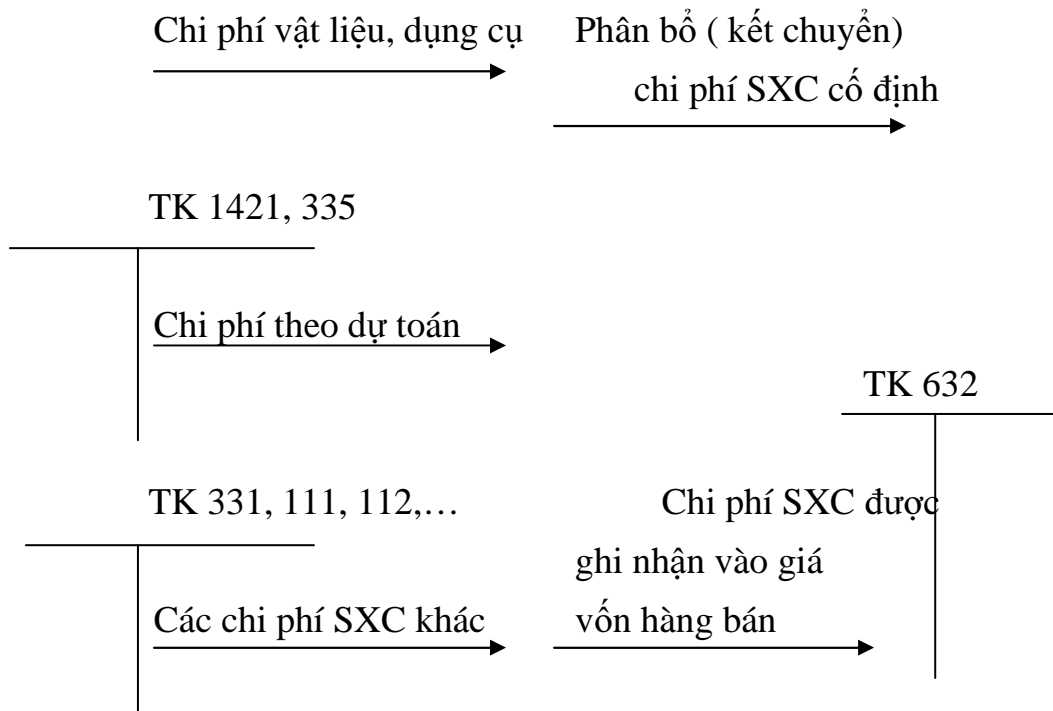 Chi phí vật liệu, dụng cụ
Phân bổ ( kết chuyển)
chi phí SXC cố định
TK 1421, 335
Chi phí theo dự toán
TK 632
TK 331, 111, 112,…
Chi phí SXC được
ghi nhận vào giá
Các chi phí SXC khác
vốn hàng bán